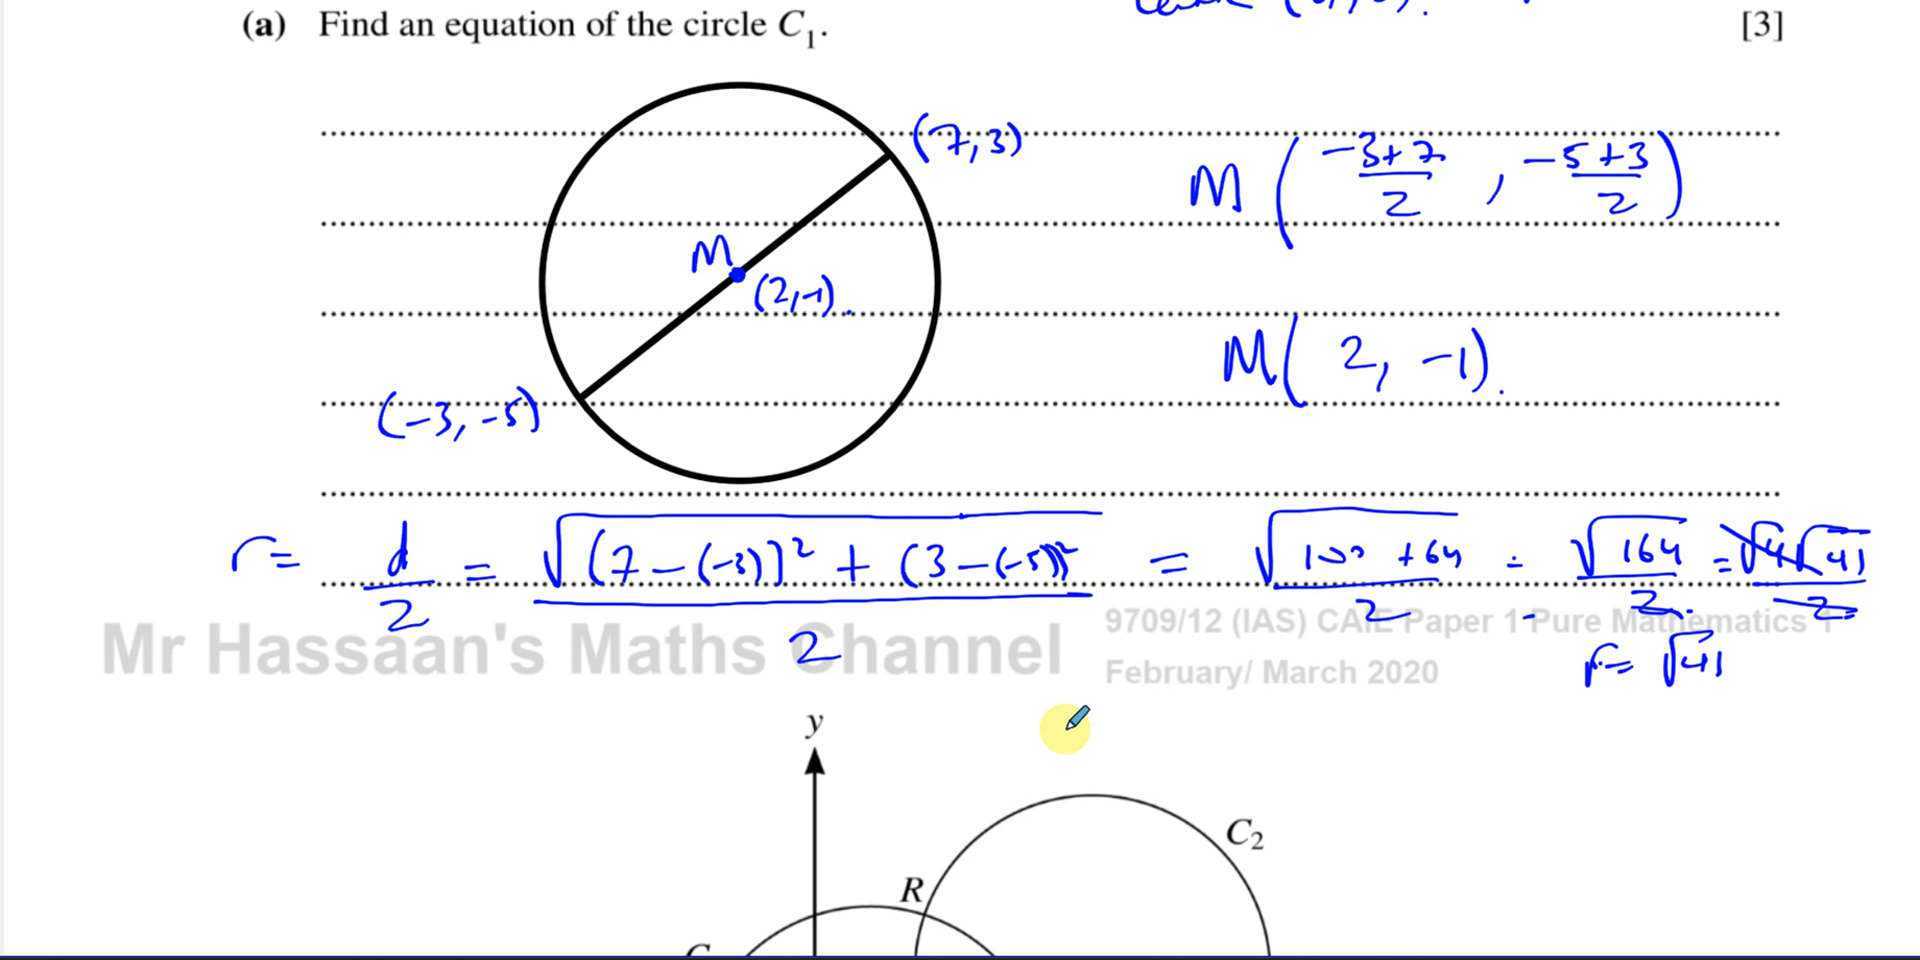 (a) Find an equation of the circle C₁. [3]
(7,3)
M ( -3+7/2 , -5+3/2 )
M
(2,-1).
M( 2, -1).
(-3,-5)
r= d/2 = √(7-(-3))² + (3-(-5))²/2 = √100 +64/2 = √164/2 = √4√41/2
Mr Hassaan's Maths Channel
9709/12 (IAS) CAIE Paper 1 Pure Mathematics 1
February/ March 2020
r= √41
y
C₂
R